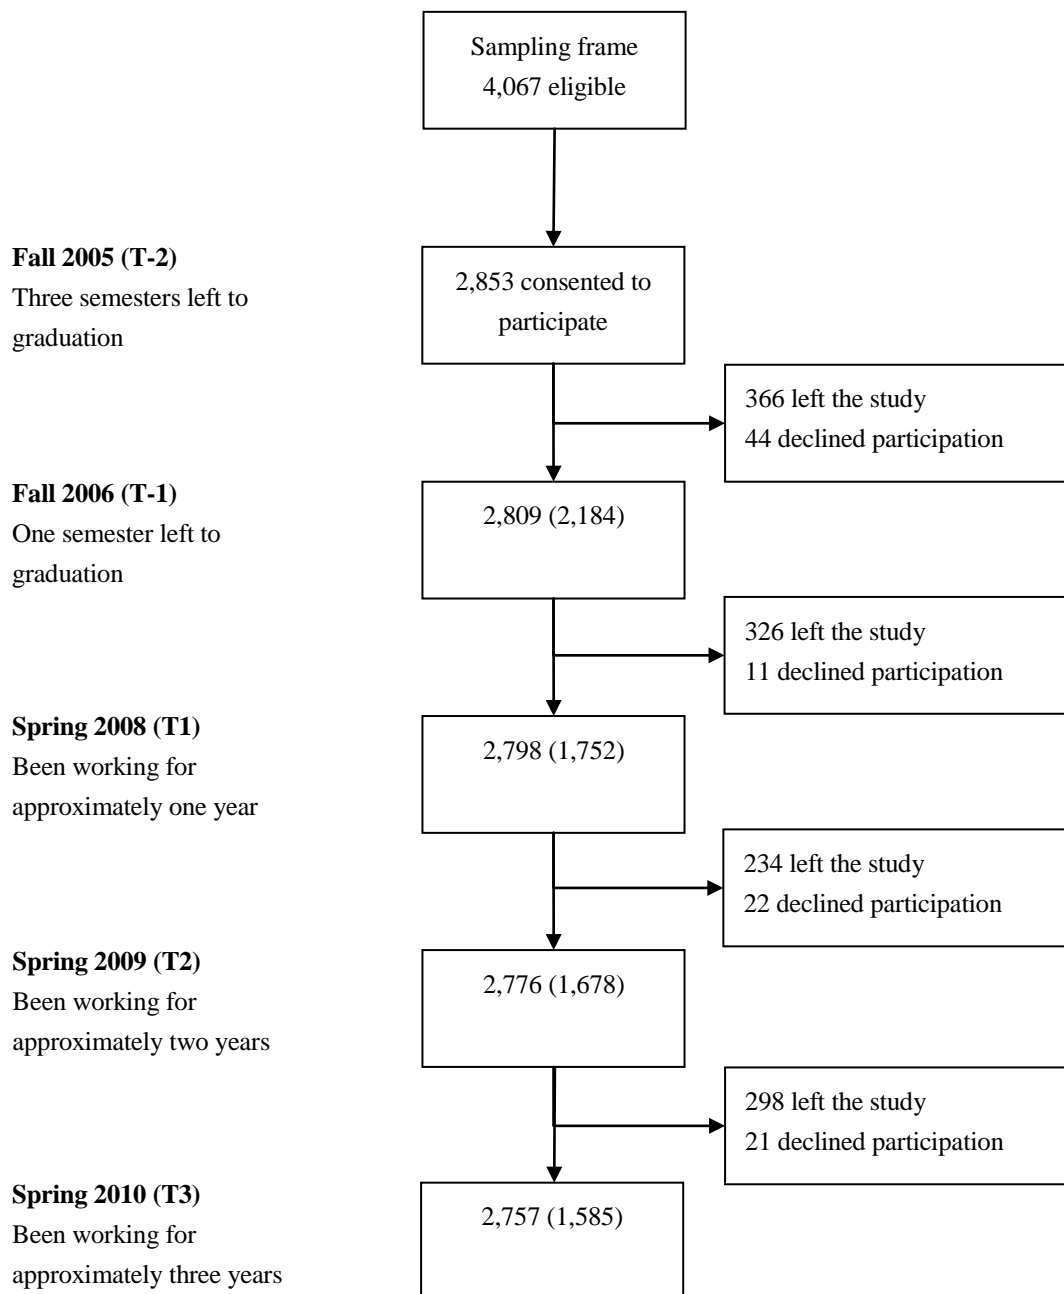 Sampling frame
4,067 eligible
Fall 2005 (T-2)
Three semesters left to
graduation
2,853 consented to
participate
366 left the study
44 declined participation
Fall 2006 (T-1)
One semester left to
graduation
2,809 (2,184)
326 left the study
11 declined participation
Spring 2008 (T1)
Been working for
approximately one year
2,798 (1,752)
234 left the study
22 declined participation
Spring 2009 (T2)
Been working for
approximately two years
2,776 (1,678)
298 left the study
21 declined participation
Spring 2010 (T3)
Been working for
approximately three years
2,757 (1,585)